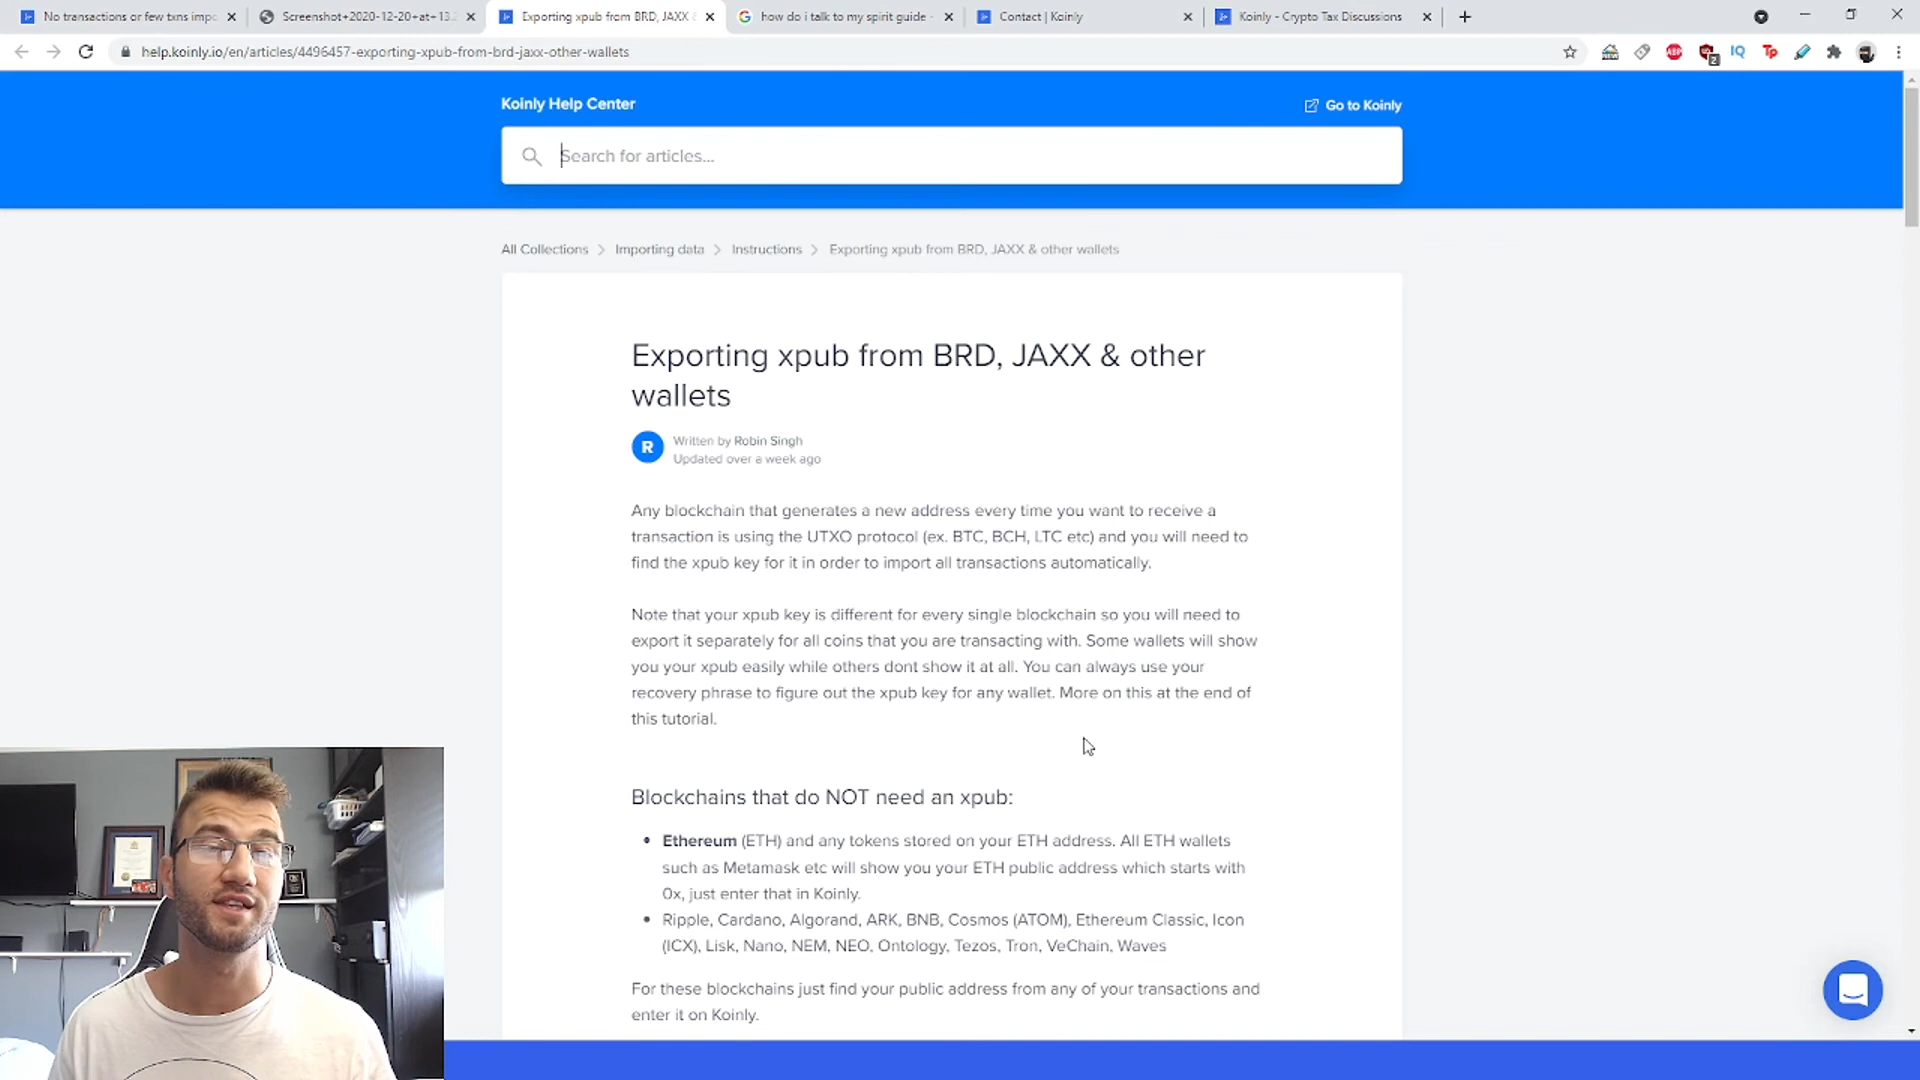 No transactions or few txns impo
Screenshot+2020-12-20+at+13.2
Exporting xpub from BRD, JAXX &
how do i talk to my spirit guide -
Contact | Koinly
Koinly - Crypto Tax Discussions
help.koinly.io/en/articles/4496457-exporting-xpub-from-brd-jaxx-other-wallets
ABP
2
IQ
Tp
Koinly Help Center
Go to Koinly
Search for articles...
All Collections > Importing data > Instructions > Exporting xpub from BRD, JAXX & other wallets
Exporting xpub from BRD, JAXX & other
wallets
R
Written by Robin Singh
Updated over a week ago
Any blockchain that generates a new address every time you want to receive a
transaction is using the UTXO protocol (ex. BTC, BCH, LTC etc) and you will need to
find the xpub key for it in order to import all transactions automatically.
Note that your xpub key is different for every single blockchain so you will need to
export it separately for all coins that you are transacting with. Some wallets will show
you your xpub easily while others dont show it at all. You can always use your
recovery phrase to figure out the xpub key for any wallet. More on this at the end of
this tutorial.
Blockchains that do NOT need an xpub:
• Ethereum (ETH) and any tokens stored on your ETH address. All ETH wallets
such as Metamask etc will show you your ETH public address which starts with
0x, just enter that in Koinly.
• Ripple, Cardano, Algorand, ARK, BNB, Cosmos (ATOM), Ethereum Classic, Icon
(ICX), Lisk, Nano, NEM, NEO, Ontology, Tezos, Tron, VeChain, Waves
For these blockchains just find your public address from any of your transactions and
enter it on Koinly.